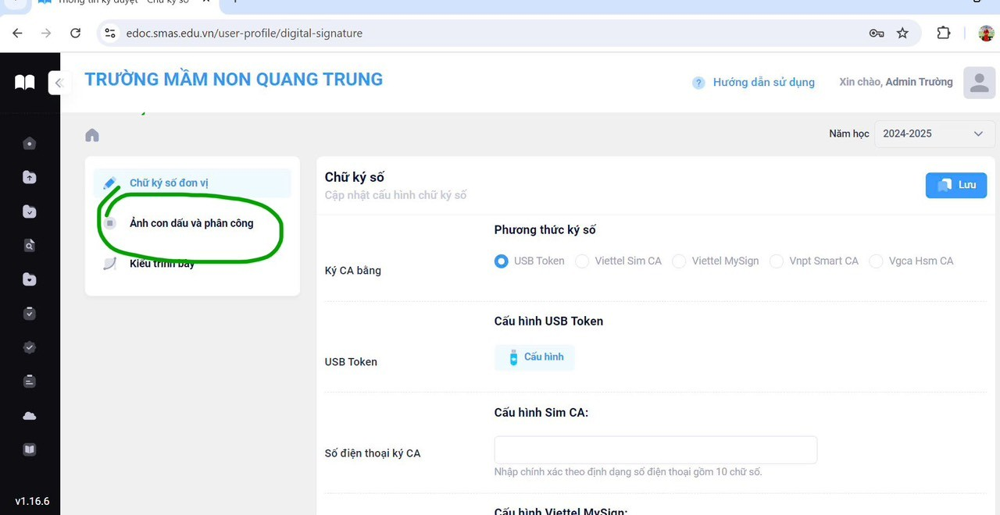 Thông tin ký duyệt - Chữ ký số
edoc.smas.edu.vn/user-profile/digital-signature
TRƯỜNG MẦM NON QUANG TRUNG
? Hướng dẫn sử dụng
Xin chào, Admin Trường
Năm học
2024-2025
Chữ ký số đơn vị
Ảnh con dấu và phân công
Kiểu trình bày
Chữ ký số
Cập nhật cấu hình chữ ký số
Lưu
Phương thức ký số
Ký CA bằng
USB Token
Viettel Sim CA
Viettel MySign
Vnpt Smart CA
Vgca Hsm CA
Cấu hình USB Token
USB Token
Cấu hình
Cấu hình Sim CA:
Số điện thoại ký CA
Nhập chính xác theo định dạng số điện thoại gồm 10 chữ số.
Cấu hình Viettel MySign:
v1.16.6